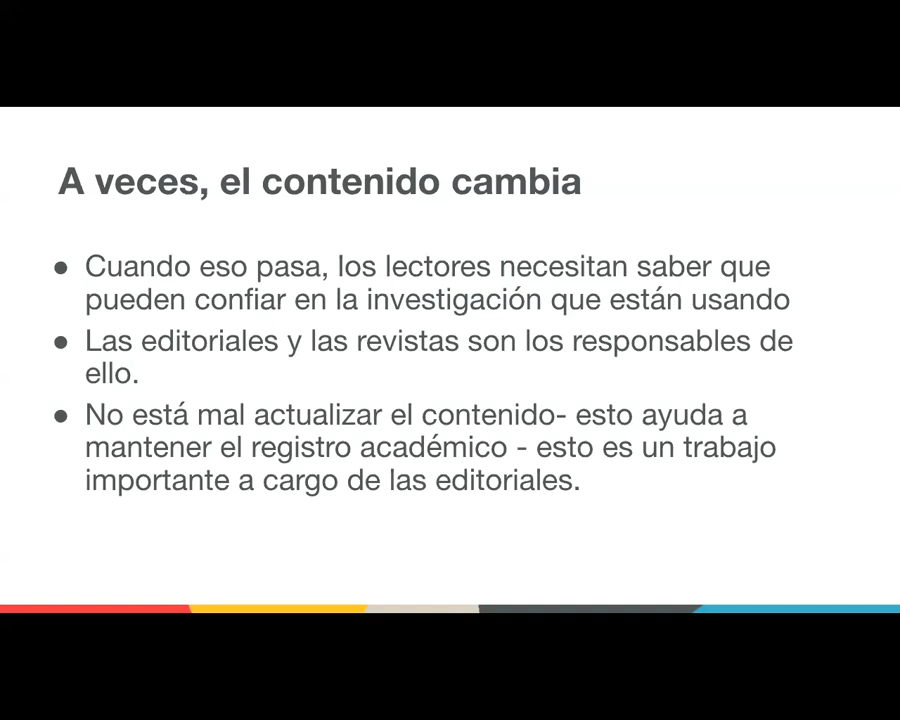 A veces, el contenido cambia
● Cuando eso pasa, los lectores necesitan saber que
pueden confiar en la investigación que están usando
● Las editoriales y las revistas son los responsables de
ello.
● No está mal actualizar el contenido- esto ayuda a
mantener el registro académico - esto es un trabajo
importante a cargo de las editoriales.